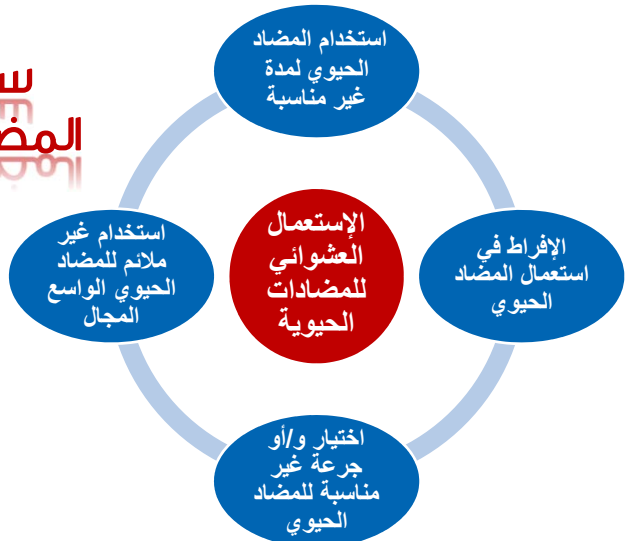 استخدام المضاد
الحيوي لمدة
غير مناسبة
الإستعمال
العشوائي
للمضادات
الحيوية
الإفراط في
استعمال المضاد
الحيوي
استخدام غير
ملائم للمضاد
الحيوي الواسع
المجال
اختيار و/أو
جرعة غير
مناسبة للمضاد
الحيوي